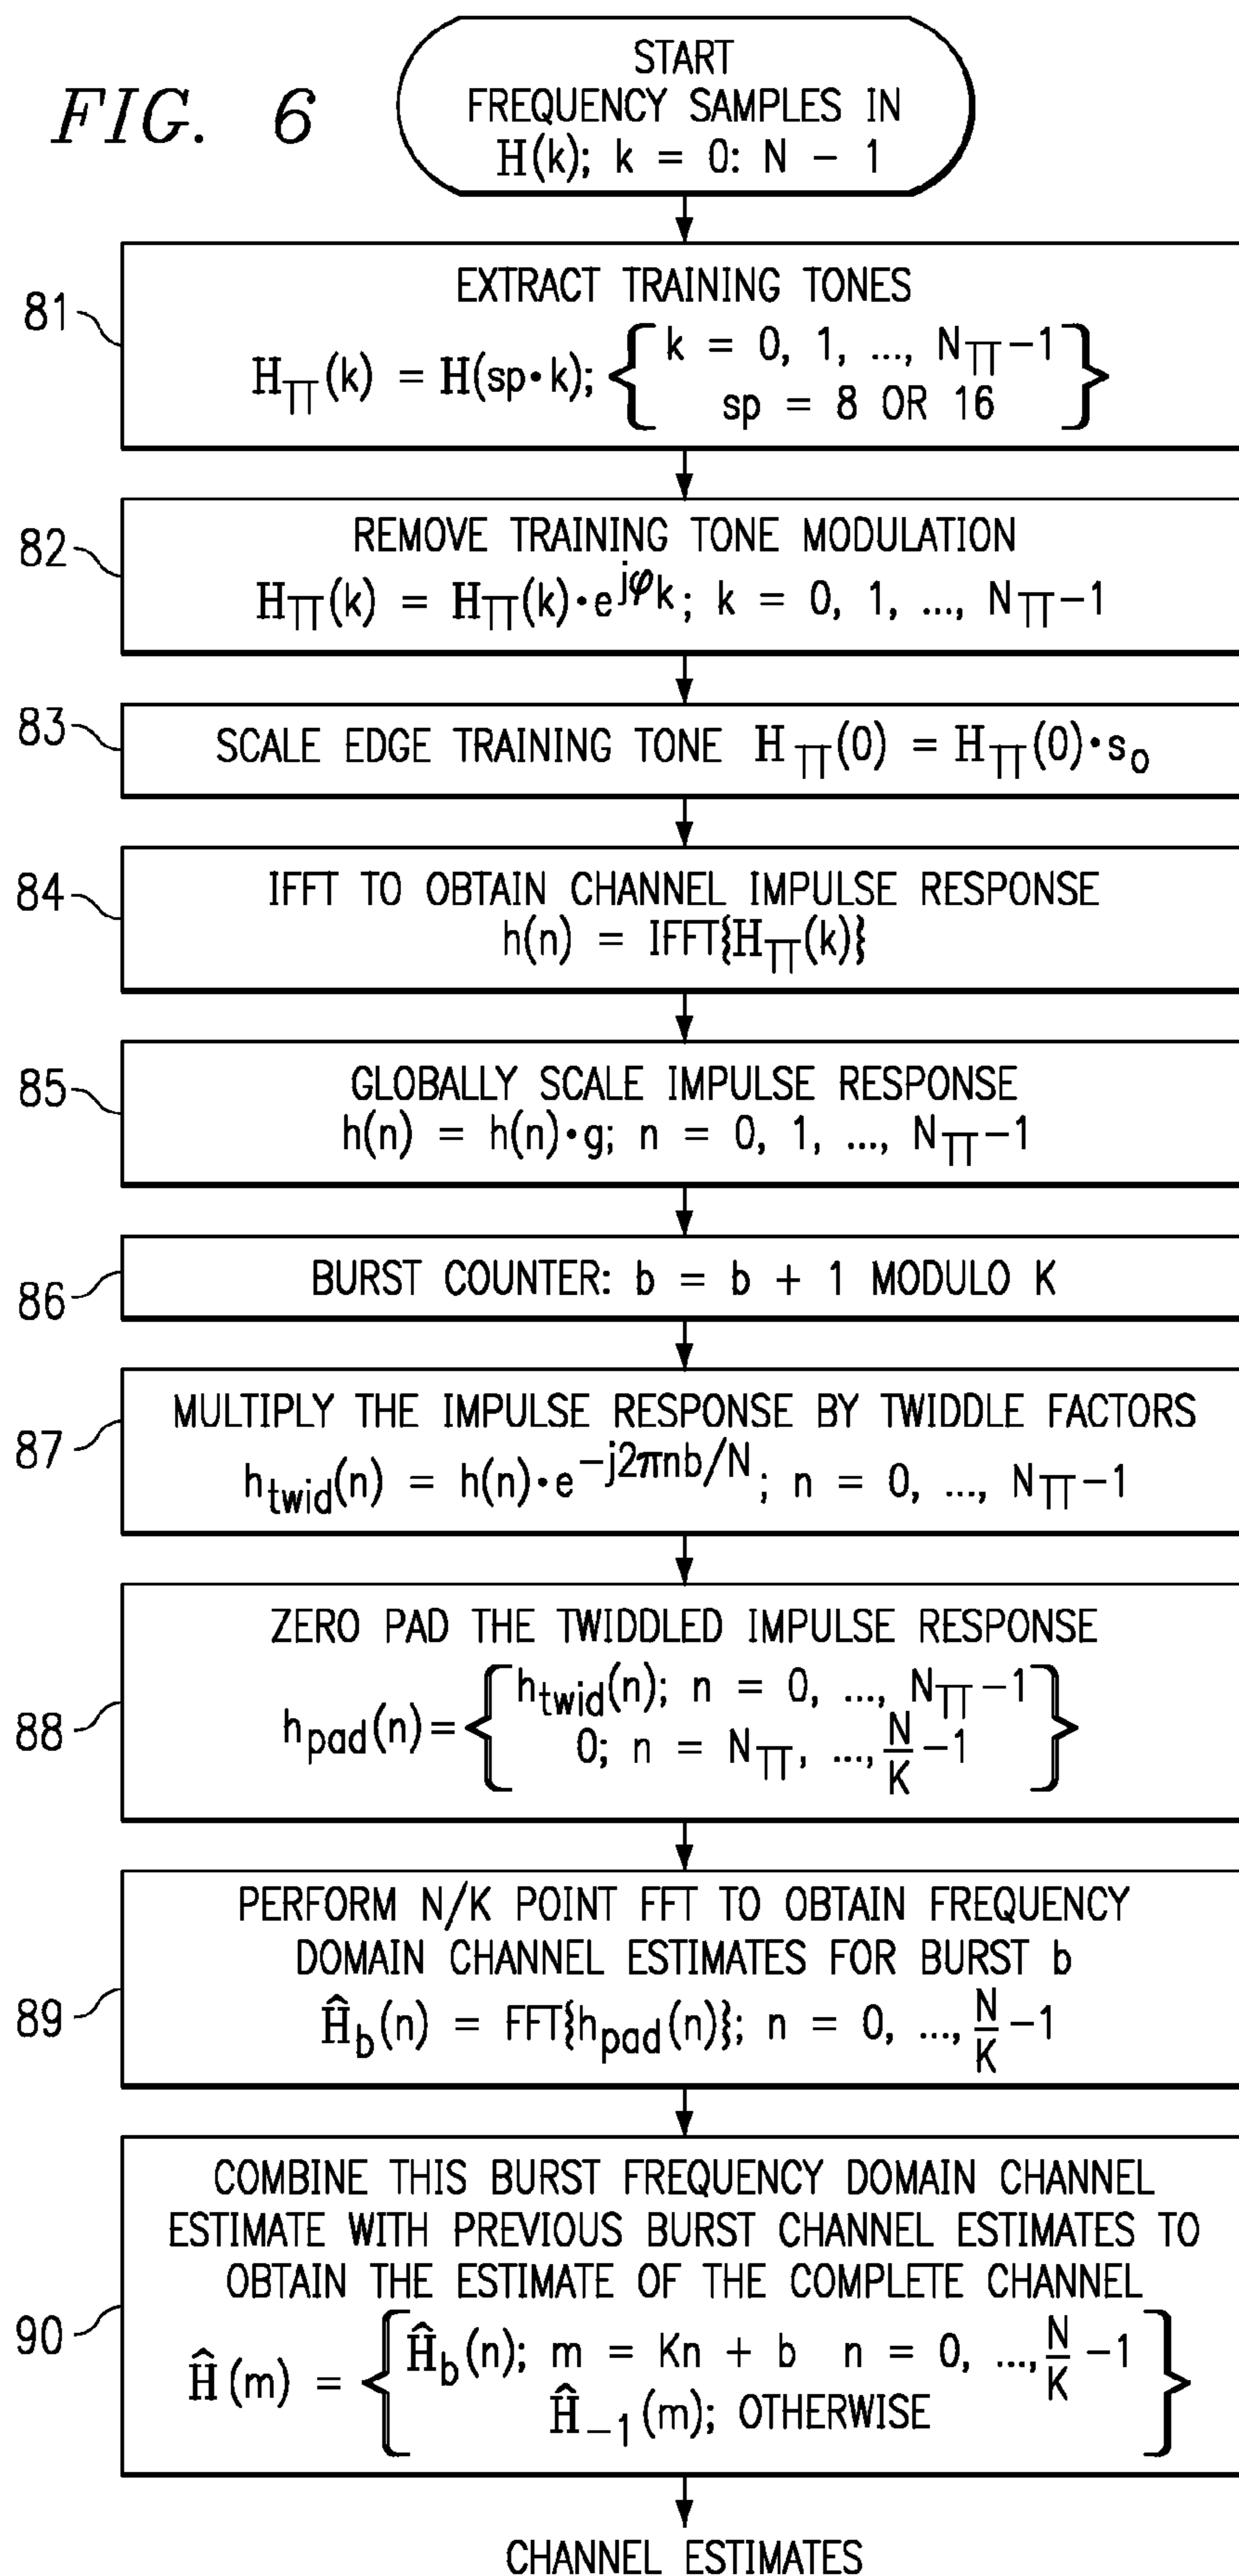 FIG. 6
START
FREQUENCY SAMPLES IN
H(k); k = 0: N - 1
81
EXTRACT TRAINING TONES
H_TT(k) = H(sp·k); { k = 0, 1, ..., N_TT-1
sp = 8 OR 16 }
82
REMOVE TRAINING TONE MODULATION
H_TT(k) = H_TT(k)·e^jφ_k; k = 0, 1, ..., N_TT-1
83
SCALE EDGE TRAINING TONE H_TT(0) = H_TT(0)·s_o
84
IFFT TO OBTAIN CHANNEL IMPULSE RESPONSE
h(n) = IFFT{H_TT(k)}
85
GLOBALLY SCALE IMPULSE RESPONSE
h(n) = h(n)·g; n = 0, 1, ..., N_TT-1
86
BURST COUNTER: b = b + 1 MODULO K
87
MULTIPLY THE IMPULSE RESPONSE BY TWIDDLE FACTORS
h_twid(n) = h(n)·e^-j2πnb/N; n = 0, ..., N_TT-1
88
ZERO PAD THE TWIDDLED IMPULSE RESPONSE
h_pad(n) = { h_twid(n); n = 0, ..., N_TT-1
0; n = N_TT, ..., N/K -1 }
89
PERFORM N/K POINT FFT TO OBTAIN FREQUENCY
DOMAIN CHANNEL ESTIMATES FOR BURST b
Ĥ_b(n) = FFT{h_pad(n)}; n = 0, ..., N/K -1
90
COMBINE THIS BURST FREQUENCY DOMAIN CHANNEL
ESTIMATE WITH PREVIOUS BURST CHANNEL ESTIMATES TO
OBTAIN THE ESTIMATE OF THE COMPLETE CHANNEL
Ĥ(m) = { Ĥ_b(n); m = Kn + b n = 0, ..., N/K -1
Ĥ_-1(m); OTHERWISE }
CHANNEL ESTIMATES